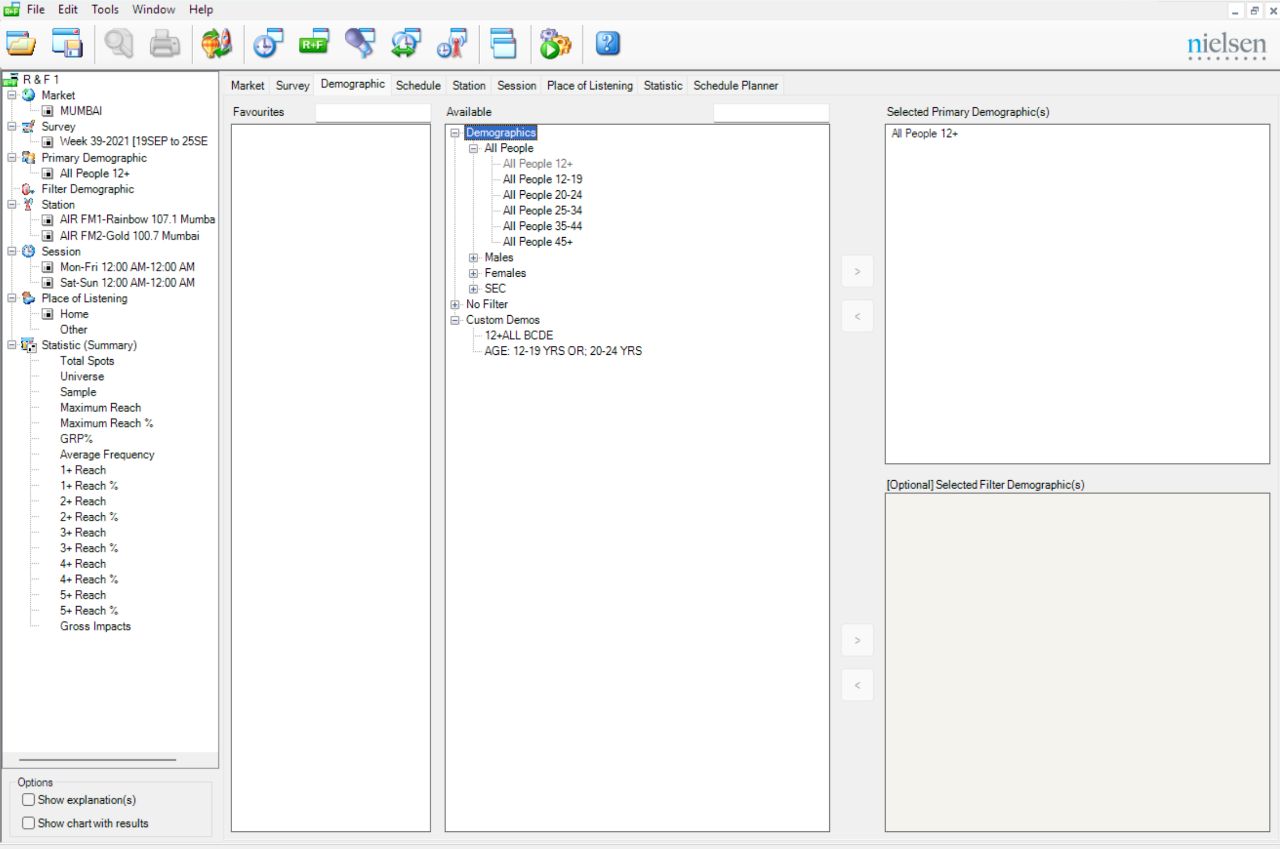 File Edit Tools Window Help
R+F
nielsen
R & F 1
Market
MUMBAI
Survey
Week 39-2021 [19SEP to 25SE
Primary Demographic
All People 12+
Filter Demographic
Station
AIR FM1-Rainbow 107.1 Mumba
AIR FM2-Gold 100.7 Mumbai
Session
Mon-Fri 12:00 AM-12:00 AM
Sat-Sun 12:00 AM-12:00 AM
Place of Listening
Home
Other
Statistic (Summary)
Total Spots
Universe
Sample
Maximum Reach
Maximum Reach %
GRP%
Average Frequency
1+ Reach
1+ Reach %
2+ Reach
2+ Reach %
3+ Reach
3+ Reach %
4+ Reach
4+ Reach %
5+ Reach
5+ Reach %
Gross Impacts
Options
Show explanation(s)
Show chart with results
Market Survey Demographic Schedule Station Session Place of Listening Statistic Schedule Planner
Favourites
Available
Demographics
All People
All People 12+
All People 12-19
All People 20-24
All People 25-34
All People 35-44
All People 45+
Males
Females
SEC
No Filter
Custom Demos
12+ALL BCDE
AGE: 12-19 YRS OR; 20-24 YRS
>
<
>
<
Selected Primary Demographic(s)
All People 12+
[Optional] Selected Filter Demographic(s)